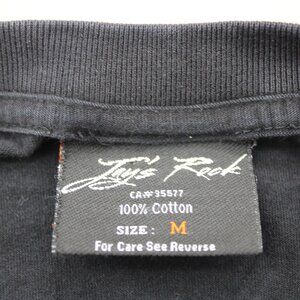 Jay's Rock
CA#35577
100% Cotton
SIZE: M
For Care See Reverse